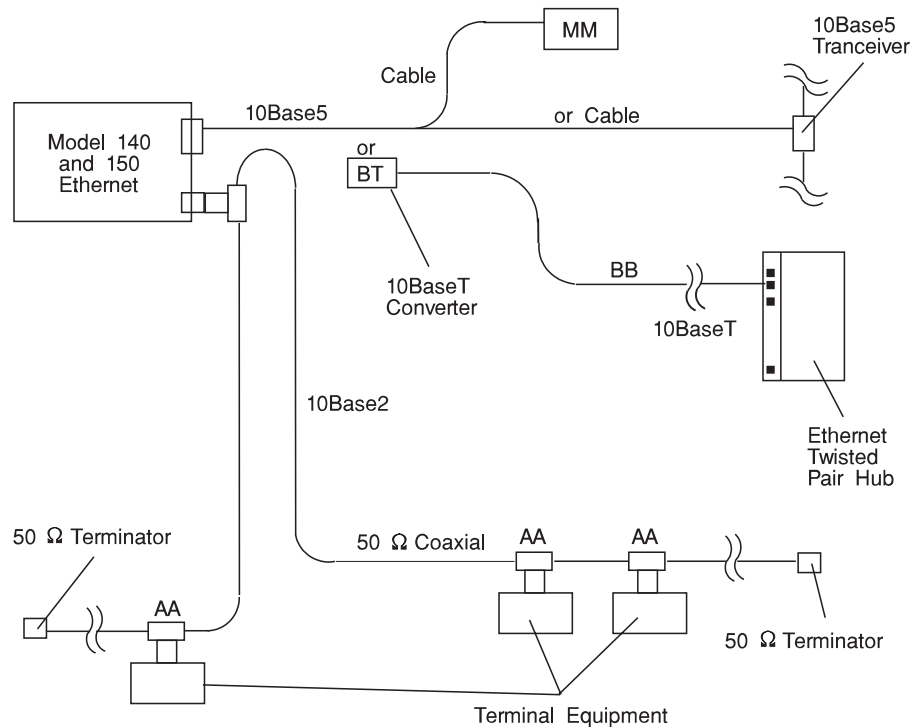 MM
10Base5
Tranceiver
Cable
10Base5
or Cable
Model 140
and 150
Ethernet
or
BT
BB
10BaseT
Converter
10BaseT
10Base2
Ethernet
Twisted
Pair Hub
50 Ω Terminator
50 Ω Coaxial
AA
AA
AA
50 Ω Terminator
Terminal Equipment